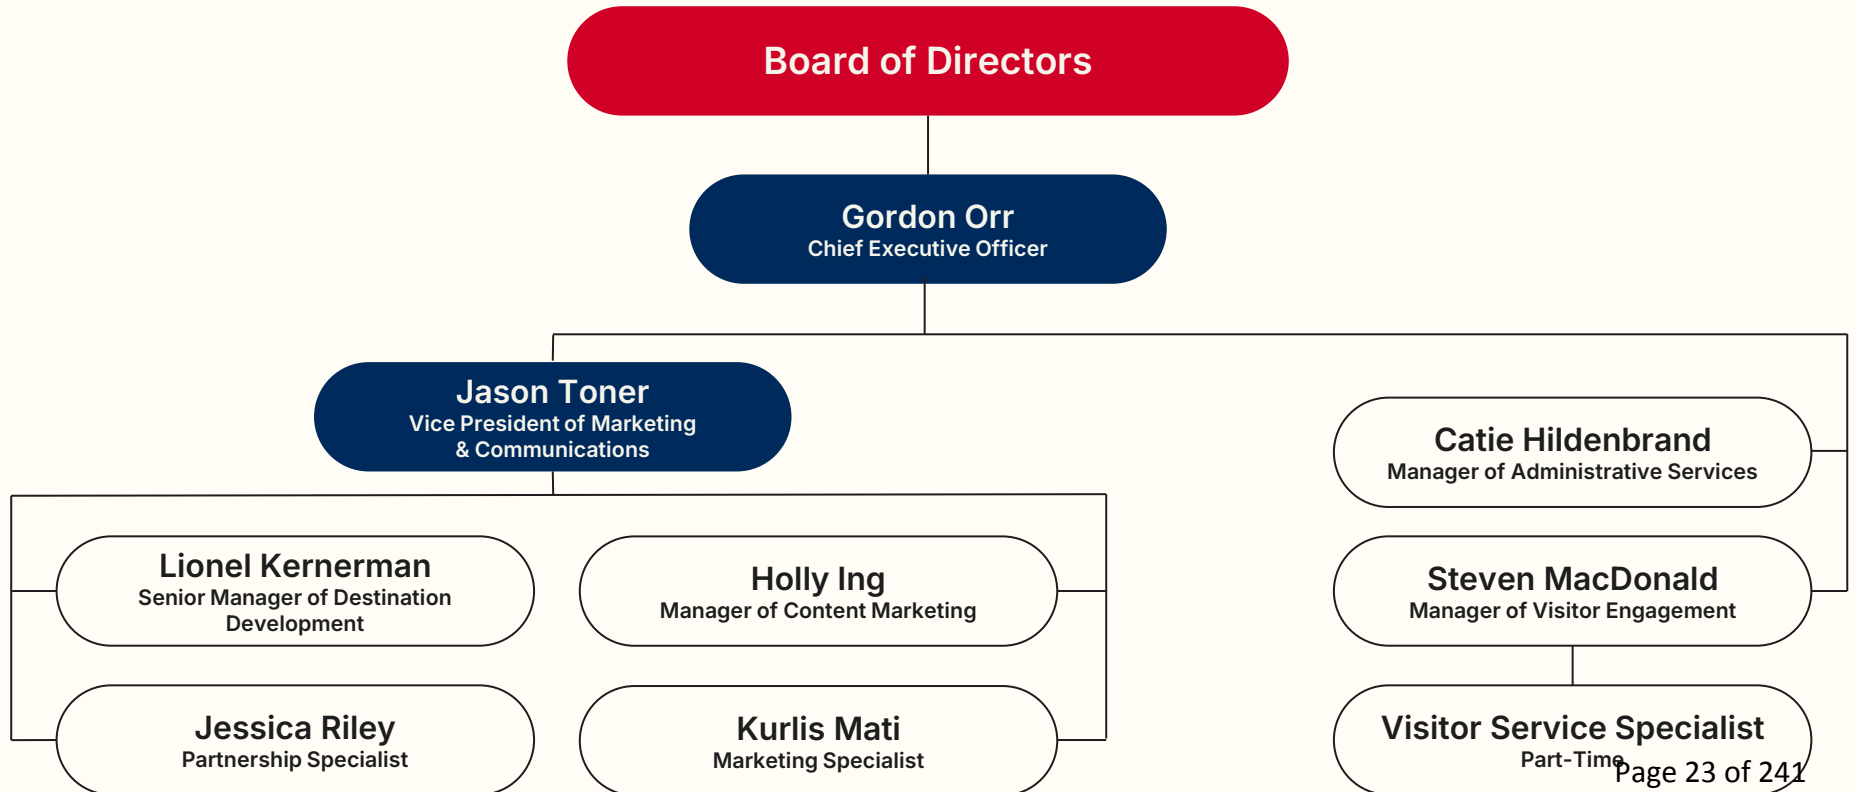 Board of Directors
Gordon Orr
Chief Executive Officer
Jason Toner
Vice President of Marketing
& Communications
Catie Hildenbrand
Manager of Administrative Services
Lionel Kernerman
Senior Manager of Destination
Development
Holly Ing
Manager of Content Marketing
Steven MacDonald
Manager of Visitor Engagement
Jessica Riley
Partnership Specialist
Kurlis Mati
Marketing Specialist
Visitor Service Specialist
Part-Time
Page 23 of 241